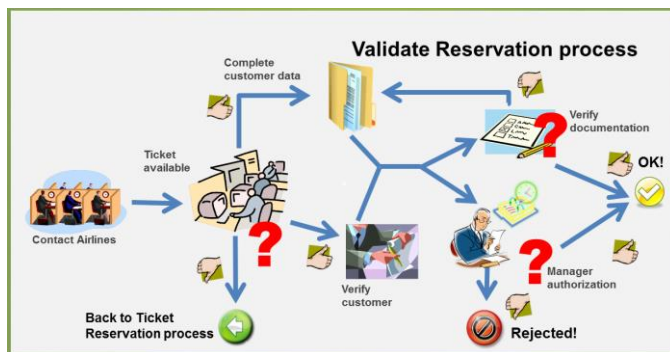 Validate Reservation process
Complete
customer data
Verify
documentation
Ticket
available
OK!
Contact Airlines
Verify
customer
Manager
authorization
Back to Ticket
Reservation process
Rejected!